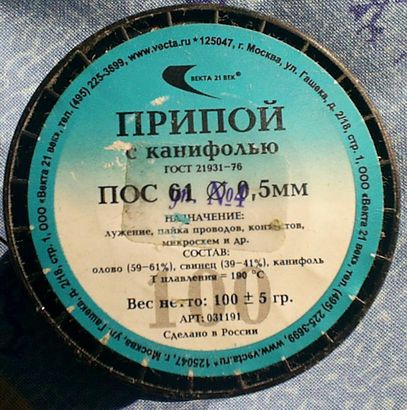 1, ООО «Векта 21 век», тел. (495) 225-3699, www.vecta.ru * 125047, г. Москва, ул. Гашека, д. 2/18, стр. 1, ООО «Векта 21 век» тел. (495) 225-3699, www.vecta.ru * 125047, г. Москва, ул. Гашека, д. 2/18, стр.
ВЕКТА 21 ВЕК®
ПРИПОЙ
с канифолью
ГОСТ 21931-76
ПОС 61 Ø 0,5мм
НАЗНАЧЕНИЕ:
лужение, пайка проводов, контактов,
микросхем и др.
СОСТАВ:
олово (59-61%), свинец (39-41%), канифоль
Т плавления = 190 °С
100
Вес нетто: 100 ± 5 гр.
АРТ: 031191
Сделано в России